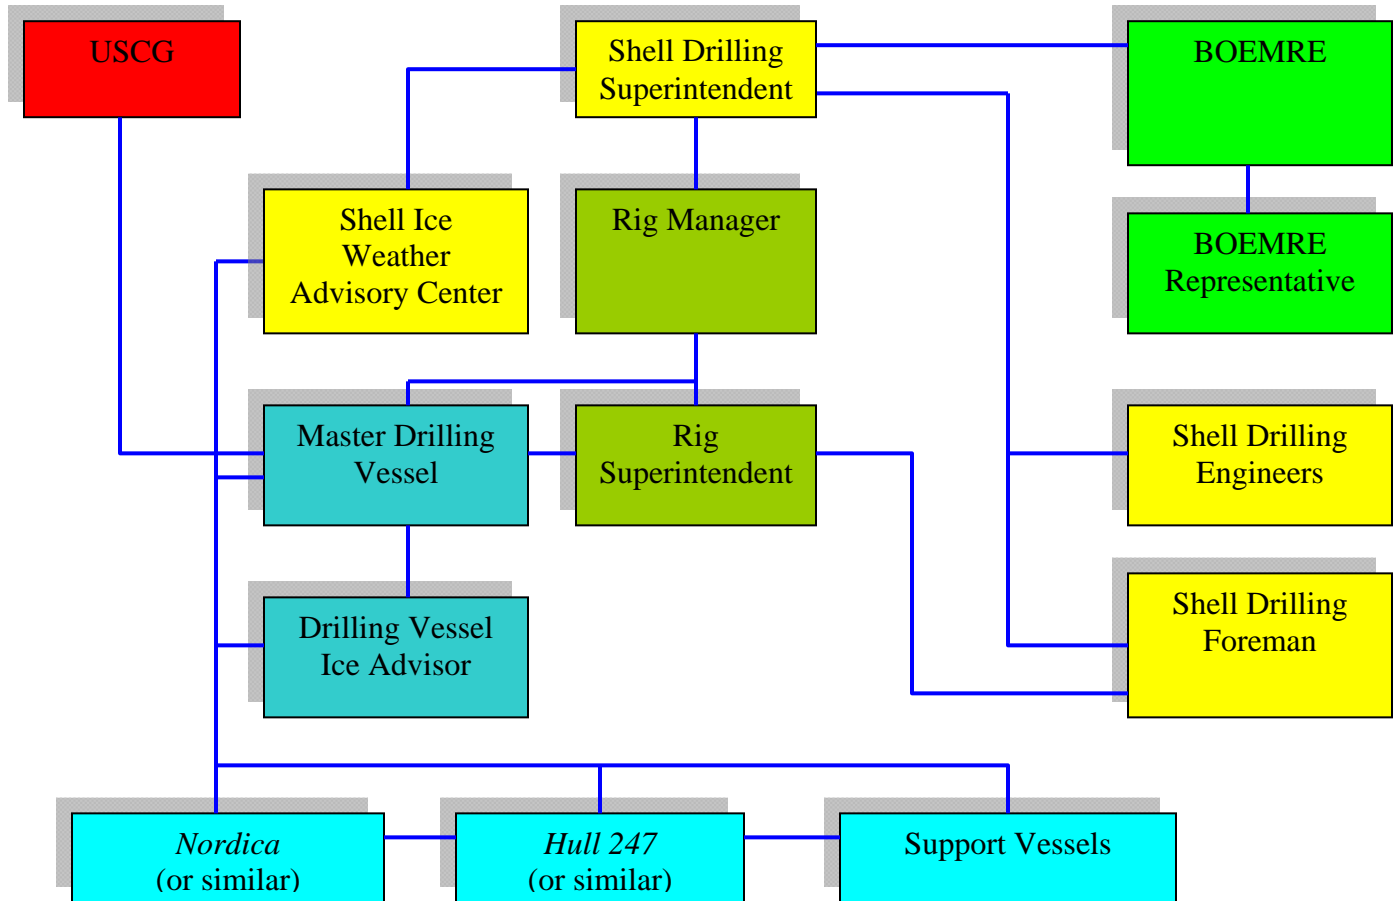 USCG
Shell Drilling
Superintendent
BOEMRE
Shell Ice
Weather
Advisory Center
Rig Manager
BOEMRE
Representative
Master Drilling
Vessel
Rig
Superintendent
Shell Drilling
Engineers
Drilling Vessel
Ice Advisor
Shell Drilling
Foreman
Nordica
(or similar)
Hull 247
(or similar)
Support Vessels